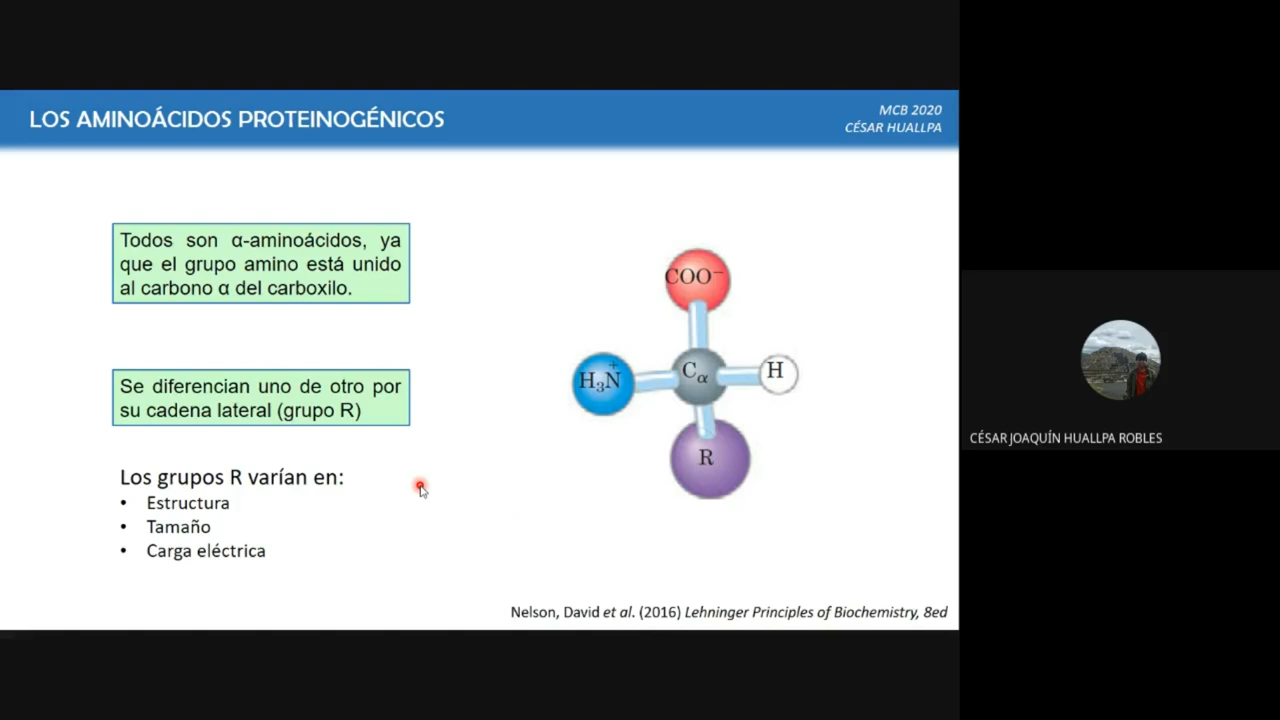 LOS AMINOÁCIDOS PROTEINOGÉNICOS
MCB 2020
CÉSAR HUALLPA
Todos son α-aminoácidos, ya
que el grupo amino está unido
al carbono α del carboxilo.
Se diferencian uno de otro por
su cadena lateral (grupo R)
Los grupos R varían en:
• Estructura
• Tamaño
• Carga eléctrica
COO⁻
H₃N⁺
Cα
H
R
Nelson, David et al. (2016) Lehninger Principles of Biochemistry, 8ed
CÉSAR JOAQUÍN HUALLPA ROBLES